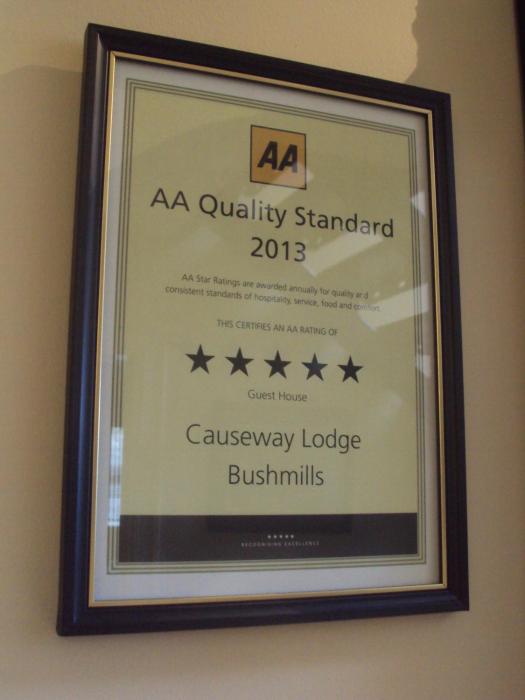 AA
AA Quality Standard
2013
AA Star Ratings are awarded annually for quality and
consistent standards of hospitality, service, food and comfort.
THIS CERTIFIES AN AA RATING OF
★★★★★
Guest House
Causeway Lodge
Bushmills
★★★★★
RECOGNISING EXCELLENCE